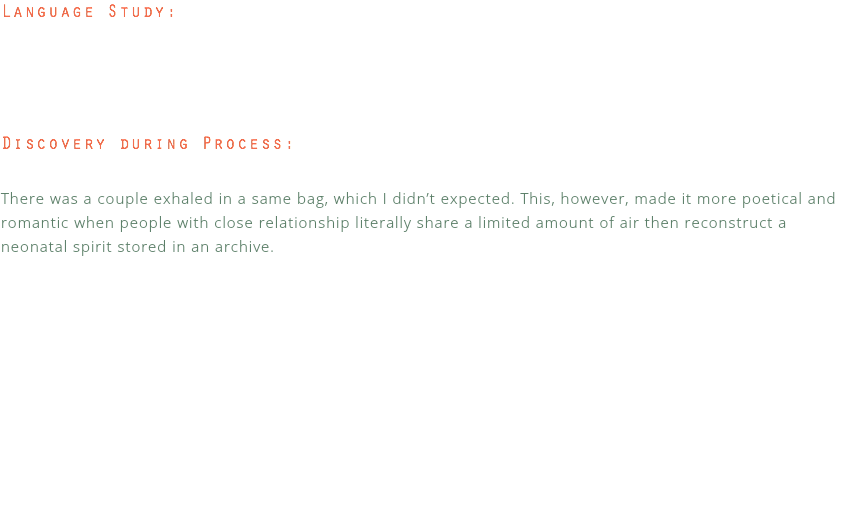 Language Study:
Discovery during Process:
There was a couple exhaled in a same bag, which I didn’t expected. This, however, made it more poetical and
romantic when people with close relationship literally share a limited amount of air then reconstruct a
neonatal spirit stored in an archive.